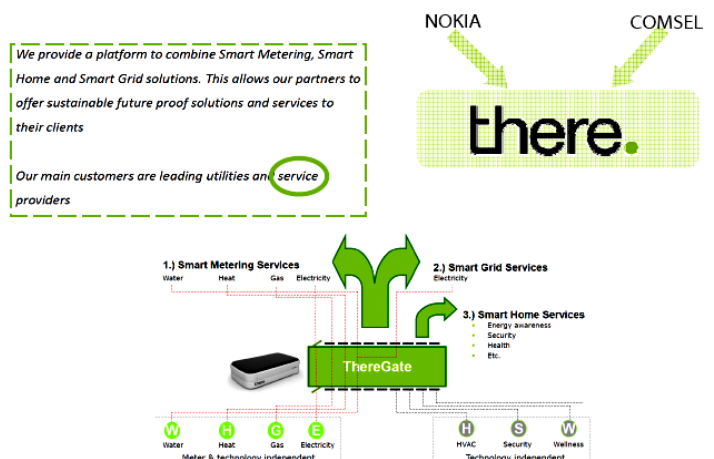 NOKIA
COMSEL
We provide a platform to combine Smart Metering, Smart
Home and Smart Grid solutions. This allows our partners to
offer sustainable future proof solutions and services to
their clients
Our main customers are leading utilities and service
providers
there.
1.) Smart Metering Services
Water Heat Gas Electricity
2.) Smart Grid Services
Electricity
3.) Smart Home Services
• Energy awareness
• Security
• Health
• Etc.
ThereGate
there
W H G E
Water Heat Gas Electricity
Meter & technology independent
H S W
HVAC Security Wellness
Technology independent